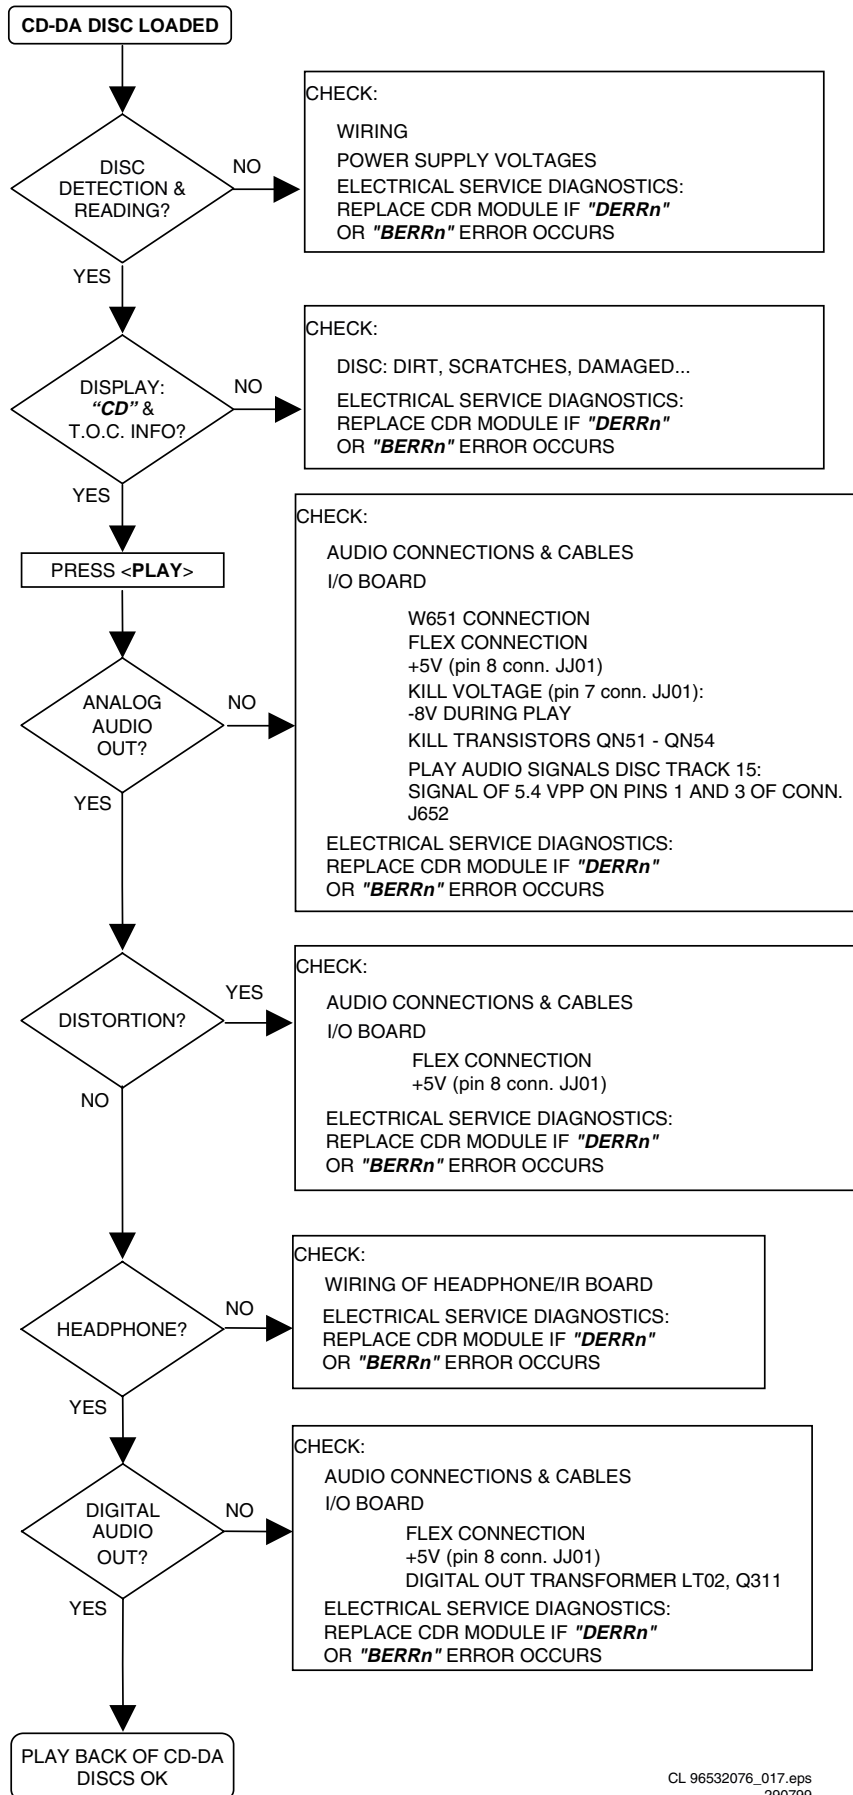 CD-DA DISC LOADED
DISC
DETECTION &
READING?
NO
YES
CHECK:
WIRING
POWER SUPPLY VOLTAGES
ELECTRICAL SERVICE DIAGNOSTICS:
REPLACE CDR MODULE IF "DERRn"
OR "BERRn" ERROR OCCURS
DISPLAY:
“CD” &
T.O.C. INFO?
NO
YES
CHECK:
DISC: DIRT, SCRATCHES, DAMAGED...
ELECTRICAL SERVICE DIAGNOSTICS:
REPLACE CDR MODULE IF "DERRn"
OR "BERRn" ERROR OCCURS
PRESS <PLAY>
ANALOG
AUDIO
OUT?
NO
YES
CHECK:
AUDIO CONNECTIONS & CABLES
I/O BOARD
W651 CONNECTION
FLEX CONNECTION
+5V (pin 8 conn. JJ01)
KILL VOLTAGE (pin 7 conn. JJ01):
-8V DURING PLAY
KILL TRANSISTORS QN51 - QN54
PLAY AUDIO SIGNALS DISC TRACK 15:
SIGNAL OF 5.4 VPP ON PINS 1 AND 3 OF CONN.
J652
ELECTRICAL SERVICE DIAGNOSTICS:
REPLACE CDR MODULE IF "DERRn"
OR "BERRn" ERROR OCCURS
DISTORTION?
YES
NO
CHECK:
AUDIO CONNECTIONS & CABLES
I/O BOARD
FLEX CONNECTION
+5V (pin 8 conn. JJ01)
ELECTRICAL SERVICE DIAGNOSTICS:
REPLACE CDR MODULE IF "DERRn"
OR "BERRn" ERROR OCCURS
HEADPHONE?
NO
YES
CHECK:
WIRING OF HEADPHONE/IR BOARD
ELECTRICAL SERVICE DIAGNOSTICS:
REPLACE CDR MODULE IF "DERRn"
OR "BERRn" ERROR OCCURS
DIGITAL
AUDIO
OUT?
NO
YES
CHECK:
AUDIO CONNECTIONS & CABLES
I/O BOARD
FLEX CONNECTION
+5V (pin 8 conn. JJ01)
DIGITAL OUT TRANSFORMER LT02, Q311
ELECTRICAL SERVICE DIAGNOSTICS:
REPLACE CDR MODULE IF "DERRn"
OR "BERRn" ERROR OCCURS
PLAY BACK OF CD-DA
DISCS OK
CL 96532076_017.eps
290799